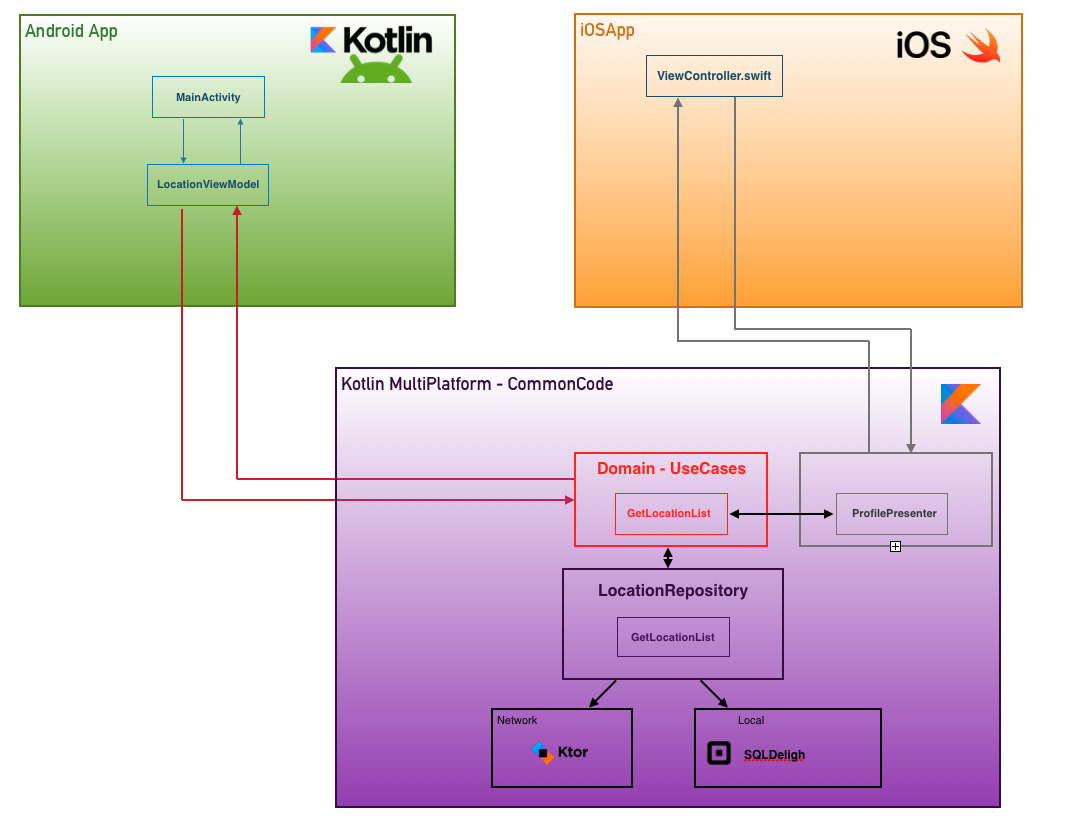 Android App
Kotlin
MainActivity
LocationViewModel
iOSApp
iOS
ViewController.swift
Kotlin MultiPlatform - CommonCode
Domain - UseCases
GetLocationList
ProfilePresenter
LocationRepository
GetLocationList
Network
Ktor
Local
SQLDeligh